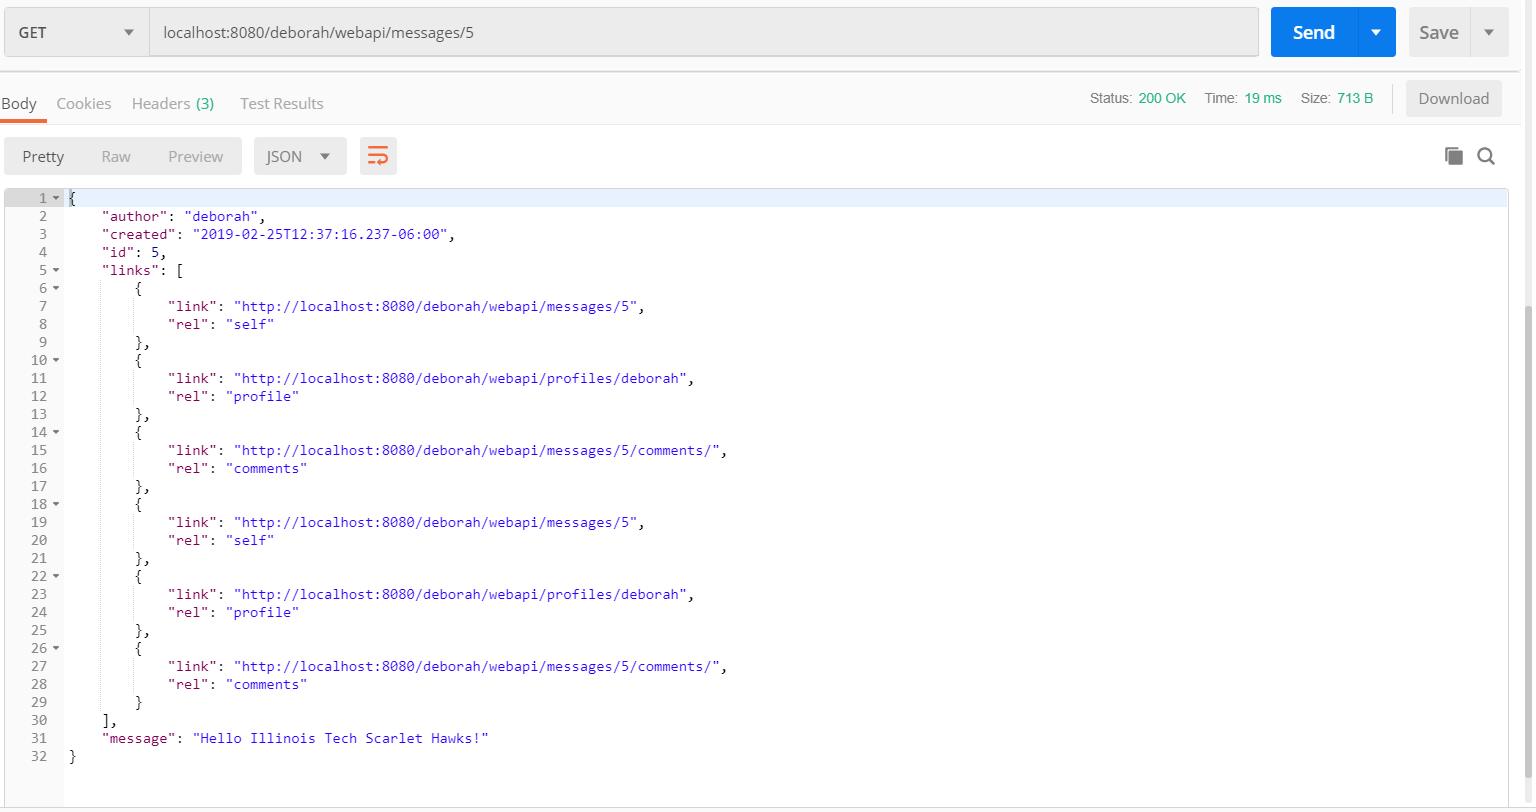 GET localhost:8080/deborah/webapi/messages/5 Send Save
Body Cookies Headers (3) Test Results Status: 200 OK Time: 19 ms Size: 713 B Download
Pretty Raw Preview JSON
1 {
2 "author": "deborah",
3 "created": "2019-02-25T12:37:16.237-06:00",
4 "id": 5,
5 "links": [
6 {
7 "link": "http://localhost:8080/deborah/webapi/messages/5",
8 "rel": "self"
9 },
10 {
11 "link": "http://localhost:8080/deborah/webapi/profiles/deborah",
12 "rel": "profile"
13 },
14 {
15 "link": "http://localhost:8080/deborah/webapi/messages/5/comments/",
16 "rel": "comments"
17 },
18 {
19 "link": "http://localhost:8080/deborah/webapi/messages/5",
20 "rel": "self"
21 },
22 {
23 "link": "http://localhost:8080/deborah/webapi/profiles/deborah",
24 "rel": "profile"
25 },
26 {
27 "link": "http://localhost:8080/deborah/webapi/messages/5/comments/",
28 "rel": "comments"
29 }
30 ],
31 "message": "Hello Illinois Tech Scarlet Hawks!"
32 }